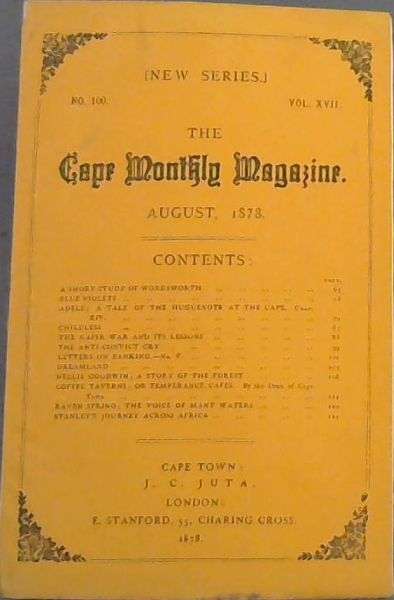 [NEW SERIES.]
NO. 100. VOL. XVII
THE
Cape Monthly Magazine.
AUGUST, 1878.
CONTENTS:
PAGE.
A SHORT STUDY OF WORDSWORTH
BLUE VIOLETS
ADELE; A TALE OF THE HUGUENOTS AT THE CAPE.
CHILDLESS
THE KAFIR WAR AND ITS LESSONS
THE ANTI-CONVICT CRY
LETTERS ON BANKING—No.
DREAMLAND
NELLIE GOODWIN: A STORY OF THE FOREST
COFFEE TAVERNS, OR TEMPERANCE CAFES. By the Dean of Cape
Town
RAVEN SPRING: THE VOICE OF MANY WATERS
STANLEY'S JOURNEY ACROSS AFRICA
CAPE TOWN:
J. C. JUTA.
LONDON:
E. STANFORD, 55, CHARING CROSS.
1878.